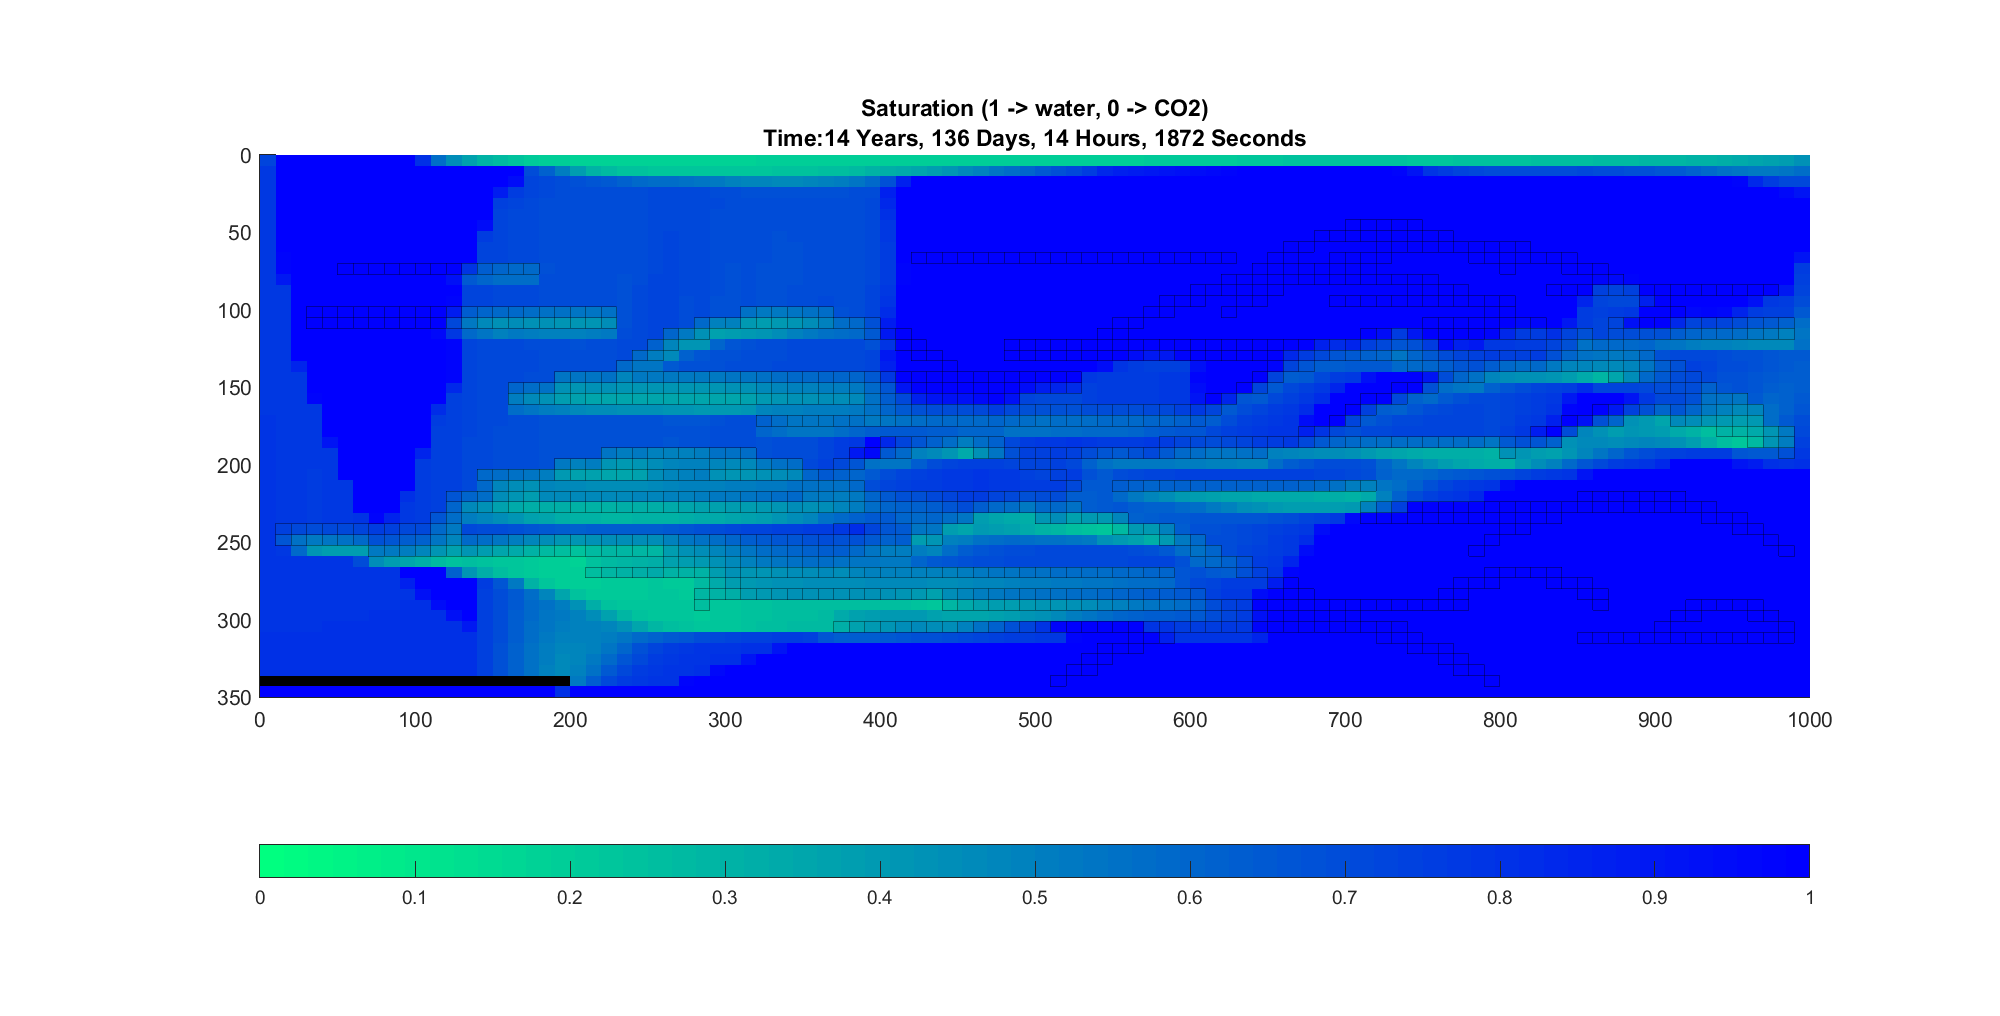 Saturation (1 -> water, 0 -> CO2)
Time:14 Years, 136 Days, 14 Hours, 1872 Seconds
0
50
100
150
200
250
300
350
0 100 200 300 400 500 600 700 800 900 1000
0 0.1 0.2 0.3 0.4 0.5 0.6 0.7 0.8 0.9 1